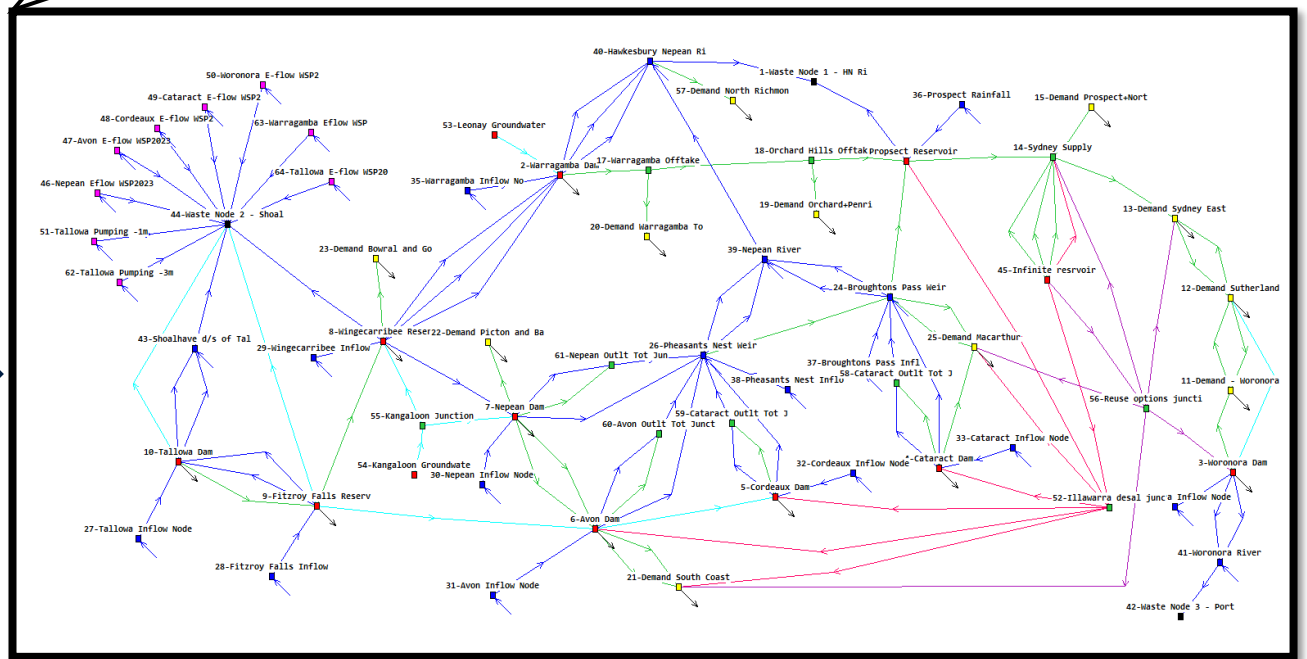 40-Hawkesbury Nepean Ri
50-Woronora E-flow WSP2
1-Waste Node 1 - HN Ri
57-Demand North Richmon
36-Prospect Rainfall
15-Demand Prospect+Nort
49-Cataract E-flow WSP2
48-Cordeaux E-flow WSP2
63-Warragamba Eflow WSP
53-Leonay Groundwater
47-Avon E-flow WSP2023
14-Sydney Supply
18-Orchard Hills Offtak
Propsect Reservoir
17-Warragamba Offtake
2-Warragamba Dam
64-Tallowa E-flow WSP20
35-Warragamba Inflow No
46-Nepean Eflow WSP2023
19-Demand Orchard+Penri
13-Demand Sydney East
44-Waste Node 2 - Shoal
20-Demand Warragamba To
51-Tallowa Pumping -1m
23-Demand Bowral and Go
39-Nepean River
62-Tallowa Pumping -3m
45-Infinite resrvoir
24-Broughtons Pass Weir
12-Demand Sutherland
8-Wingecarribee Reser
22-Demand Picton and Ba
43-Shoalhave d/s of Tal
25-Demand Macarthur
29-Wingecarribee Inflow
26-Pheasants Nest Weir
61-Nepean Outlt Tot Jun
37-Broughtons Pass Infl
58-Cataract Outlt Tot J
38-Pheasants Nest Inflo
11-Demand - Woronora
56-Reuse options juncti
7-Nepean Dam
55-Kangaloon Junction
59-Cataract Outlt Tot J
60-Avon Outlt Tot Junct
33-Cataract Inflow Node
10-Tallowa Dam
-Cataract Dam
32-Cordeaux Inflow Node
3-Woronora Dam
54-Kangaloon Groundwate
30-Nepean Inflow Node
5-Cordeaux Dam
9-Fitzroy Falls Reserv
52-Illawarra desal junc
a Inflow Node
6-Avon Dam
27-Tallowa Inflow Node
41-Woronora River
28-Fitzroy Falls Inflow
21-Demand South Coast
31-Avon Inflow Node
42-Waste Node 3 - Port